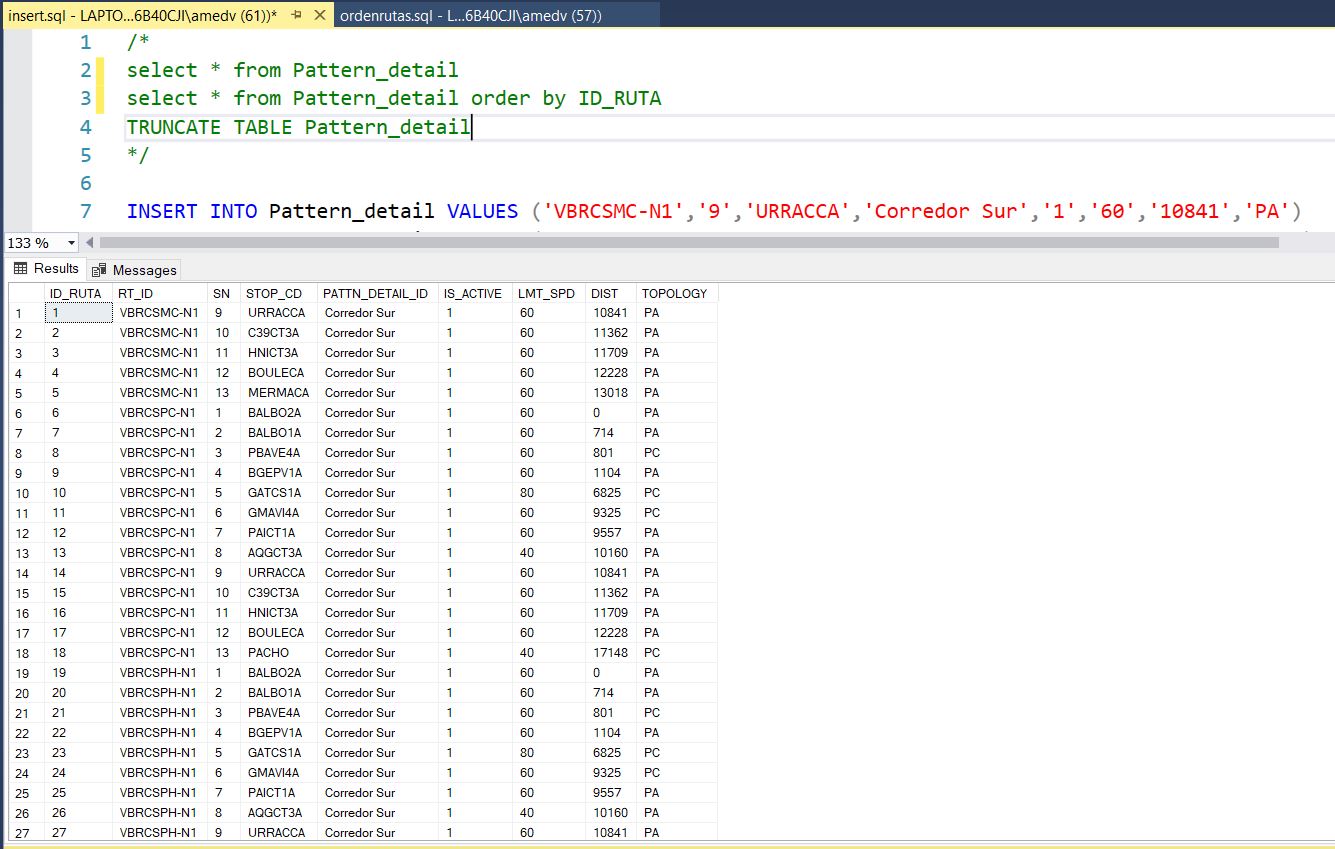 insert.sql - LAPTO...6B40CJI\amedv (61))* ordenrutas.sql - L...6B40CJI\amedv (57))
1 /*
2 select * from Pattern_detail
3 select * from Pattern_detail order by ID_RUTA
4 TRUNCATE TABLE Pattern_detail
5 */
6
7 INSERT INTO Pattern_detail VALUES ('VBRCSMC-N1','9','URRACCA','Corredor Sur','1','60','10841','PA')
133 %
Results Messages
ID_RUTA RT_ID SN STOP_CD PATTN_DETAIL_ID IS_ACTIVE LMT_SPD DIST TOPOLOGY
1 1 VBRCSMC-N1 9 URRACCA Corredor Sur 1 60 10841 PA
2 2 VBRCSMC-N1 10 C39CT3A Corredor Sur 1 60 11362 PA
3 3 VBRCSMC-N1 11 HNICT3A Corredor Sur 1 60 11709 PA
4 4 VBRCSMC-N1 12 BOULECA Corredor Sur 1 60 12228 PA
5 5 VBRCSMC-N1 13 MERMACA Corredor Sur 1 60 13018 PA
6 6 VBRCSPC-N1 1 BALBO2A Corredor Sur 1 60 0 PA
7 7 VBRCSPC-N1 2 BALBO1A Corredor Sur 1 60 714 PA
8 8 VBRCSPC-N1 3 PBAVE4A Corredor Sur 1 60 801 PC
9 9 VBRCSPC-N1 4 BGEPV1A Corredor Sur 1 60 1104 PA
10 10 VBRCSPC-N1 5 GATCS1A Corredor Sur 1 80 6825 PC
11 11 VBRCSPC-N1 6 GMAVI4A Corredor Sur 1 60 9325 PC
12 12 VBRCSPC-N1 7 PAICT1A Corredor Sur 1 60 9557 PA
13 13 VBRCSPC-N1 8 AQGCT3A Corredor Sur 1 40 10160 PA
14 14 VBRCSPC-N1 9 URRACCA Corredor Sur 1 60 10841 PA
15 15 VBRCSPC-N1 10 C39CT3A Corredor Sur 1 60 11362 PA
16 16 VBRCSPC-N1 11 HNICT3A Corredor Sur 1 60 11709 PA
17 17 VBRCSPC-N1 12 BOULECA Corredor Sur 1 60 12228 PA
18 18 VBRCSPC-N1 13 PACHO Corredor Sur 1 40 17148 PC
19 19 VBRCSPH-N1 1 BALBO2A Corredor Sur 1 60 0 PA
20 20 VBRCSPH-N1 2 BALBO1A Corredor Sur 1 60 714 PA
21 21 VBRCSPH-N1 3 PBAVE4A Corredor Sur 1 60 801 PC
22 22 VBRCSPH-N1 4 BGEPV1A Corredor Sur 1 60 1104 PA
23 23 VBRCSPH-N1 5 GATCS1A Corredor Sur 1 80 6825 PC
24 24 VBRCSPH-N1 6 GMAVI4A Corredor Sur 1 60 9325 PC
25 25 VBRCSPH-N1 7 PAICT1A Corredor Sur 1 60 9557 PA
26 26 VBRCSPH-N1 8 AQGCT3A Corredor Sur 1 40 10160 PA
27 27 VBRCSPH-N1 9 URRACCA Corredor Sur 1 60 10841 PA